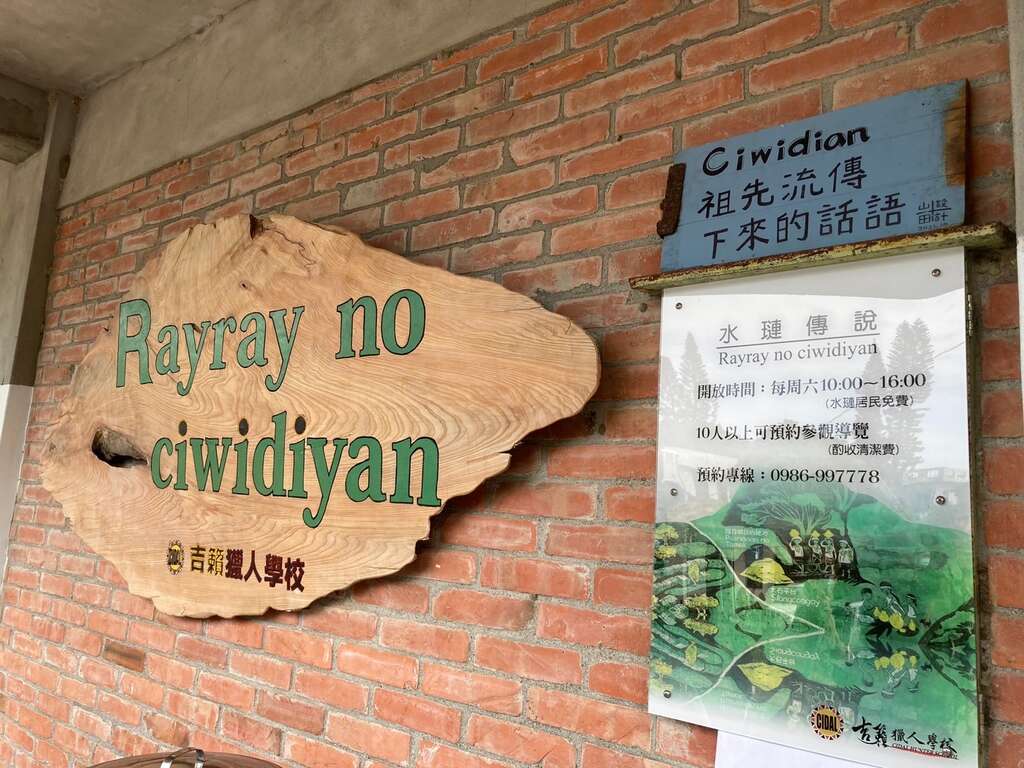 Rayray no
ciwidiyan
吉籟獵人學校
Ciwidian
祖先流傳
下來的話語
水璉傳說
Rayray no ciwidiyan
開放時間：每周六10:00～16:00
（水璉居民免費）
10人以上可預約參觀導覽
（酌收清潔費）
預約專線：0986-997778
CIDAL
吉籟獵人學校
CIDAL HUNTER SCHOOL